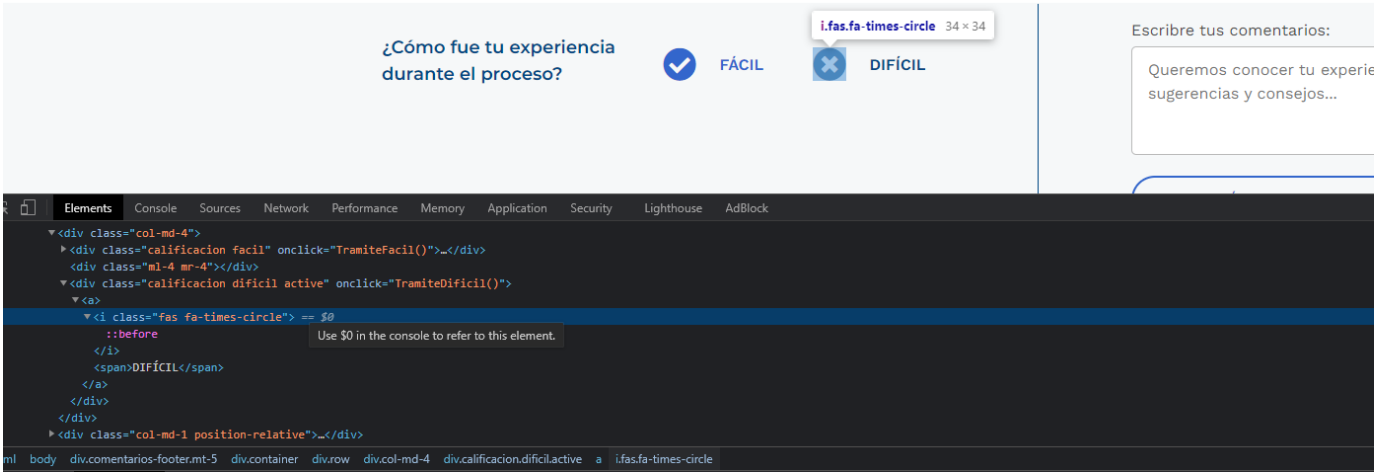 i.fas.fa-times-circle 34 × 34
¿Cómo fue tu experiencia
durante el proceso?
FÁCIL
DIFÍCIL
Escribre tus comentarios:
Queremos conocer tu experie
sugerencias y consejos...
Elements Console Sources Network Performance Memory Application Security Lighthouse AdBlock
▼<div class="col-md-4">
▶<div class="calificacion facil" onclick="TramiteFacil()">…</div>
<div class="ml-4 mr-4"></div>
▼<div class="calificacion dificil active" onclick="TramiteDificil()">
▼<a>
▼<i class="fas fa-times-circle"> == $0
::before
Use $0 in the console to refer to this element.
</i>
<span>DIFÍCIL</span>
</a>
</div>
</div>
▶<div class="col-md-1 position-relative">…</div>
ml body div.comentarios-footer.mt-5 div.container div.row div.col-md-4 div.calificacion.dificil.active a i.fas.fa-times-circle